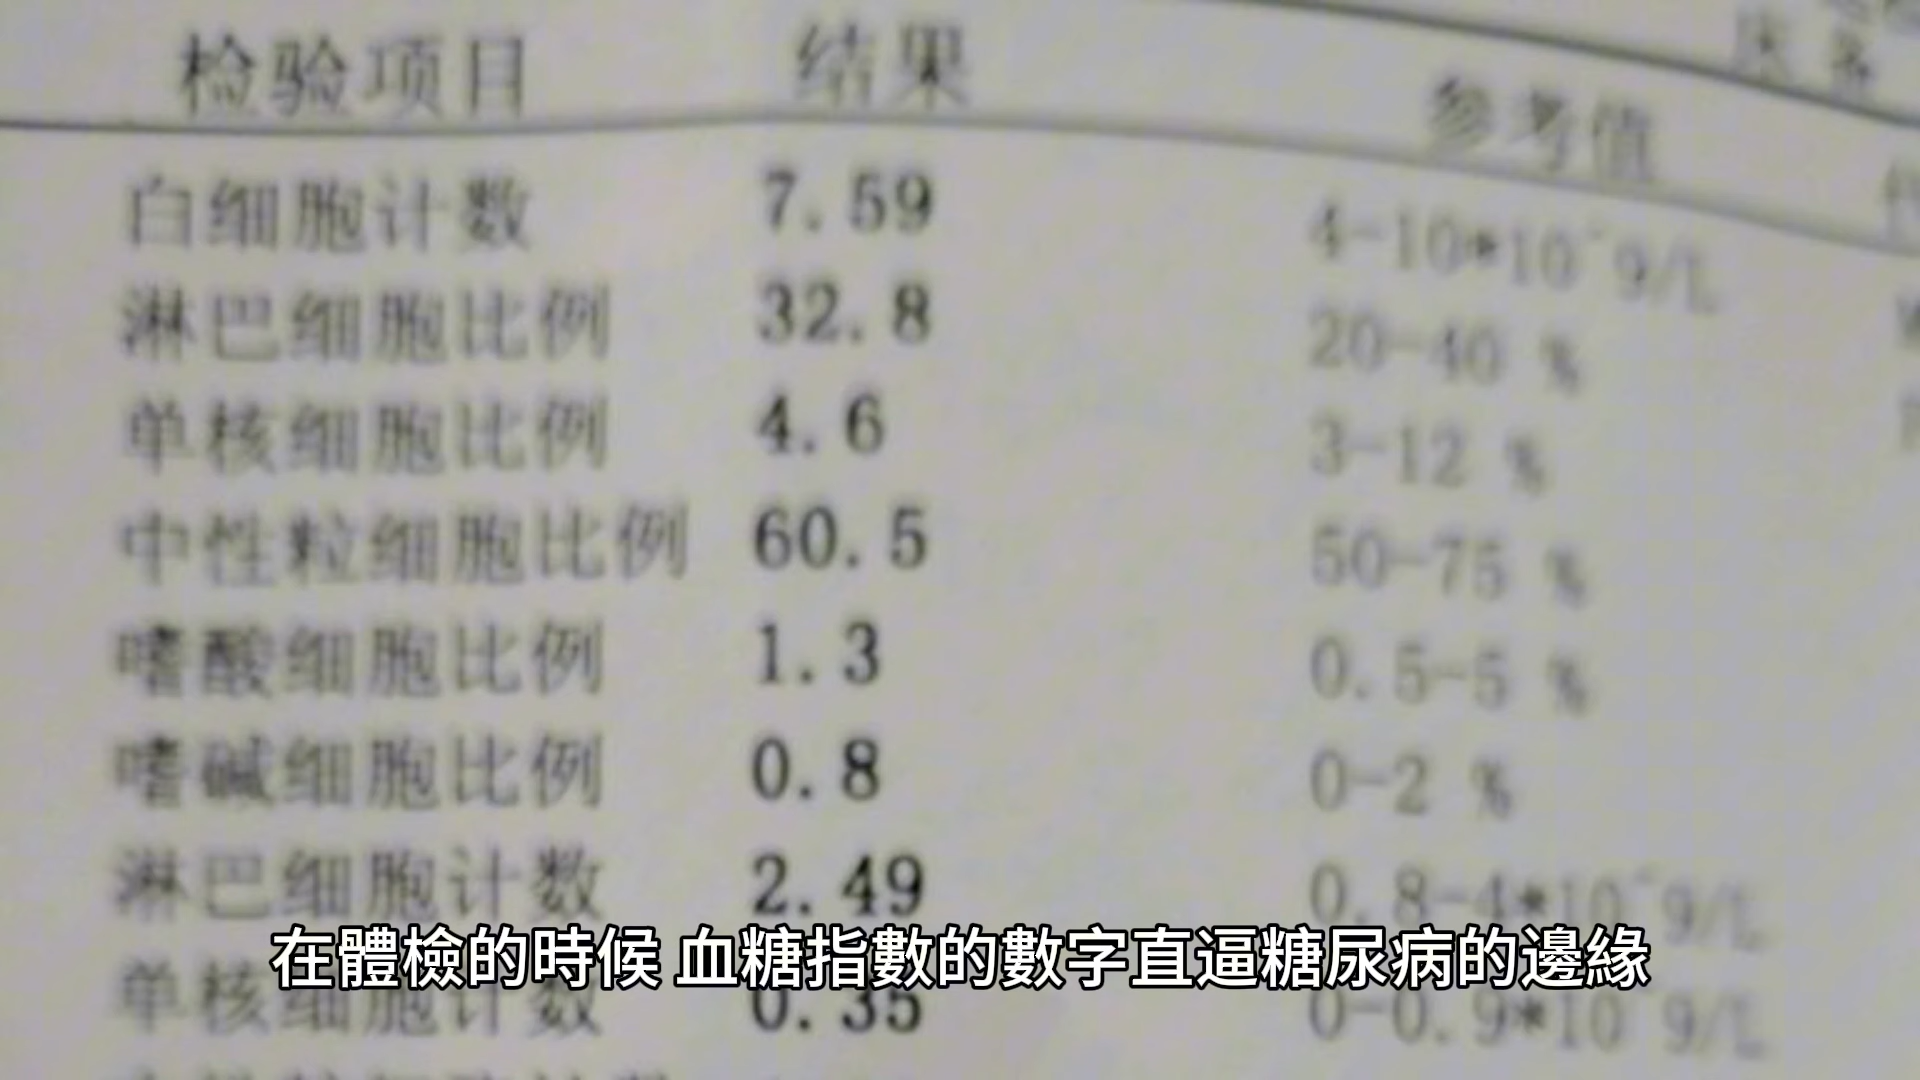 检验项目 结果 参考值
白细胞计数 7.59 4-10*10^9/L
淋巴细胞比例 32.8 20-40 %
单核细胞比例 4.6 3-12 %
中性粒细胞比例 60.5 50-75 %
嗜酸细胞比例 1.3 0.5-5 %
嗜碱细胞比例 0.8 0-2 %
淋巴细胞计数 2.49 0.8-4*10^9/L
在體檢的時候 血糖指數的數字直逼糖尿病的邊緣
单核细胞计数 0.35 0-0.9*10^9/L